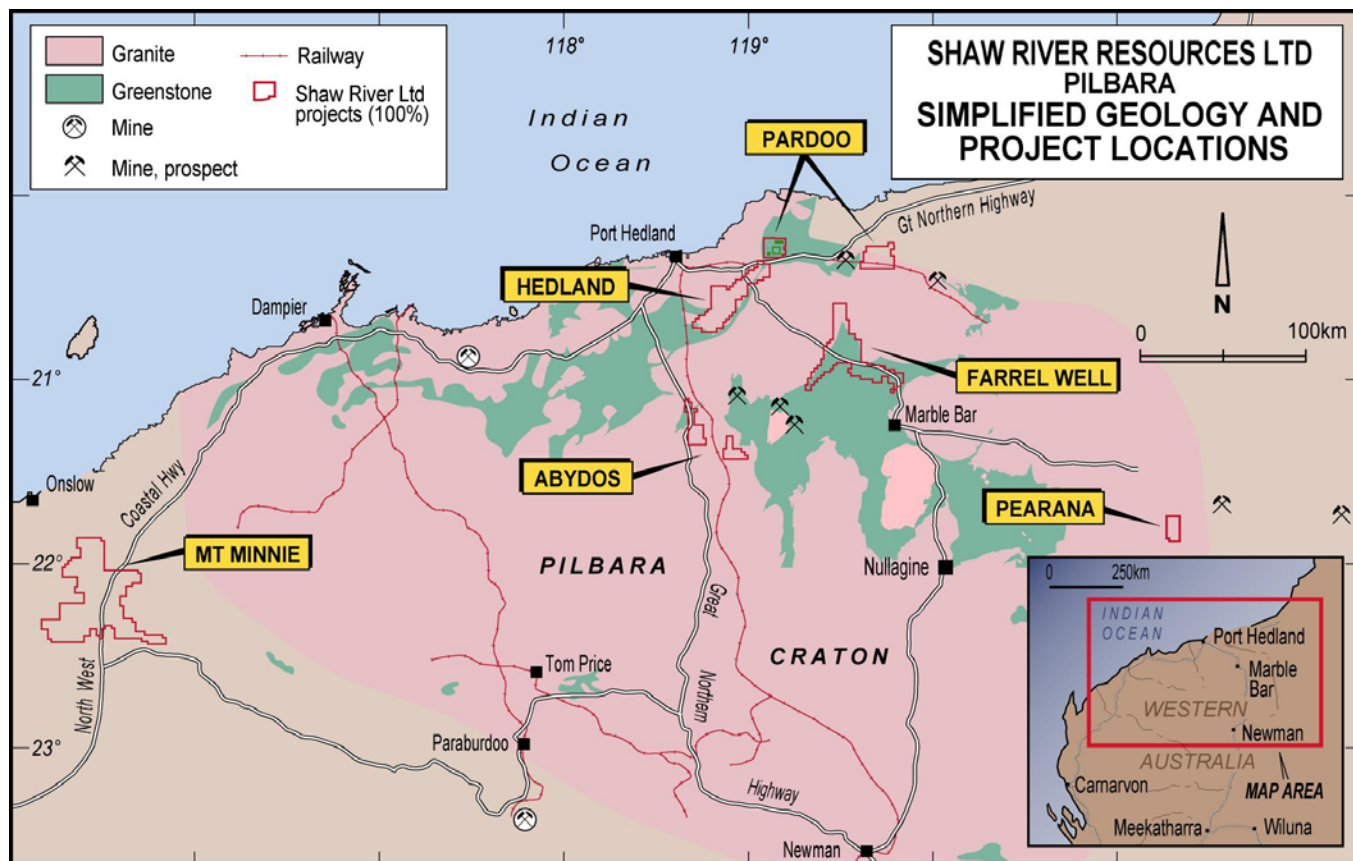 Granite
Greenstone
Mine
Mine, prospect
Railway
Shaw River Ltd
projects (100%)
118°
119°
SHAW RIVER RESOURCES LTD
PILBARA
SIMPLIFIED GEOLOGY AND
PROJECT LOCATIONS
Indian
Ocean
PARDOO
Gt Northern Highway
Port Hedland
HEDLAND
N
Dampier
0 100km
21°
FARREL WELL
Marble Bar
ABYDOS
Onslow
Coastal Hwy
PEARANA
MT MINNIE
22°
PILBARA
Nullagine
Great
CRATON
Tom Price
North West
Northern
23°
Paraburdoo
Highway
Newman
0 250km
INDIAN
OCEAN
Port Hedland
Marble
Bar
WESTERN
Newman
AUSTRALIA
MAP AREA
Carnarvon
Meekatharra
Wiluna